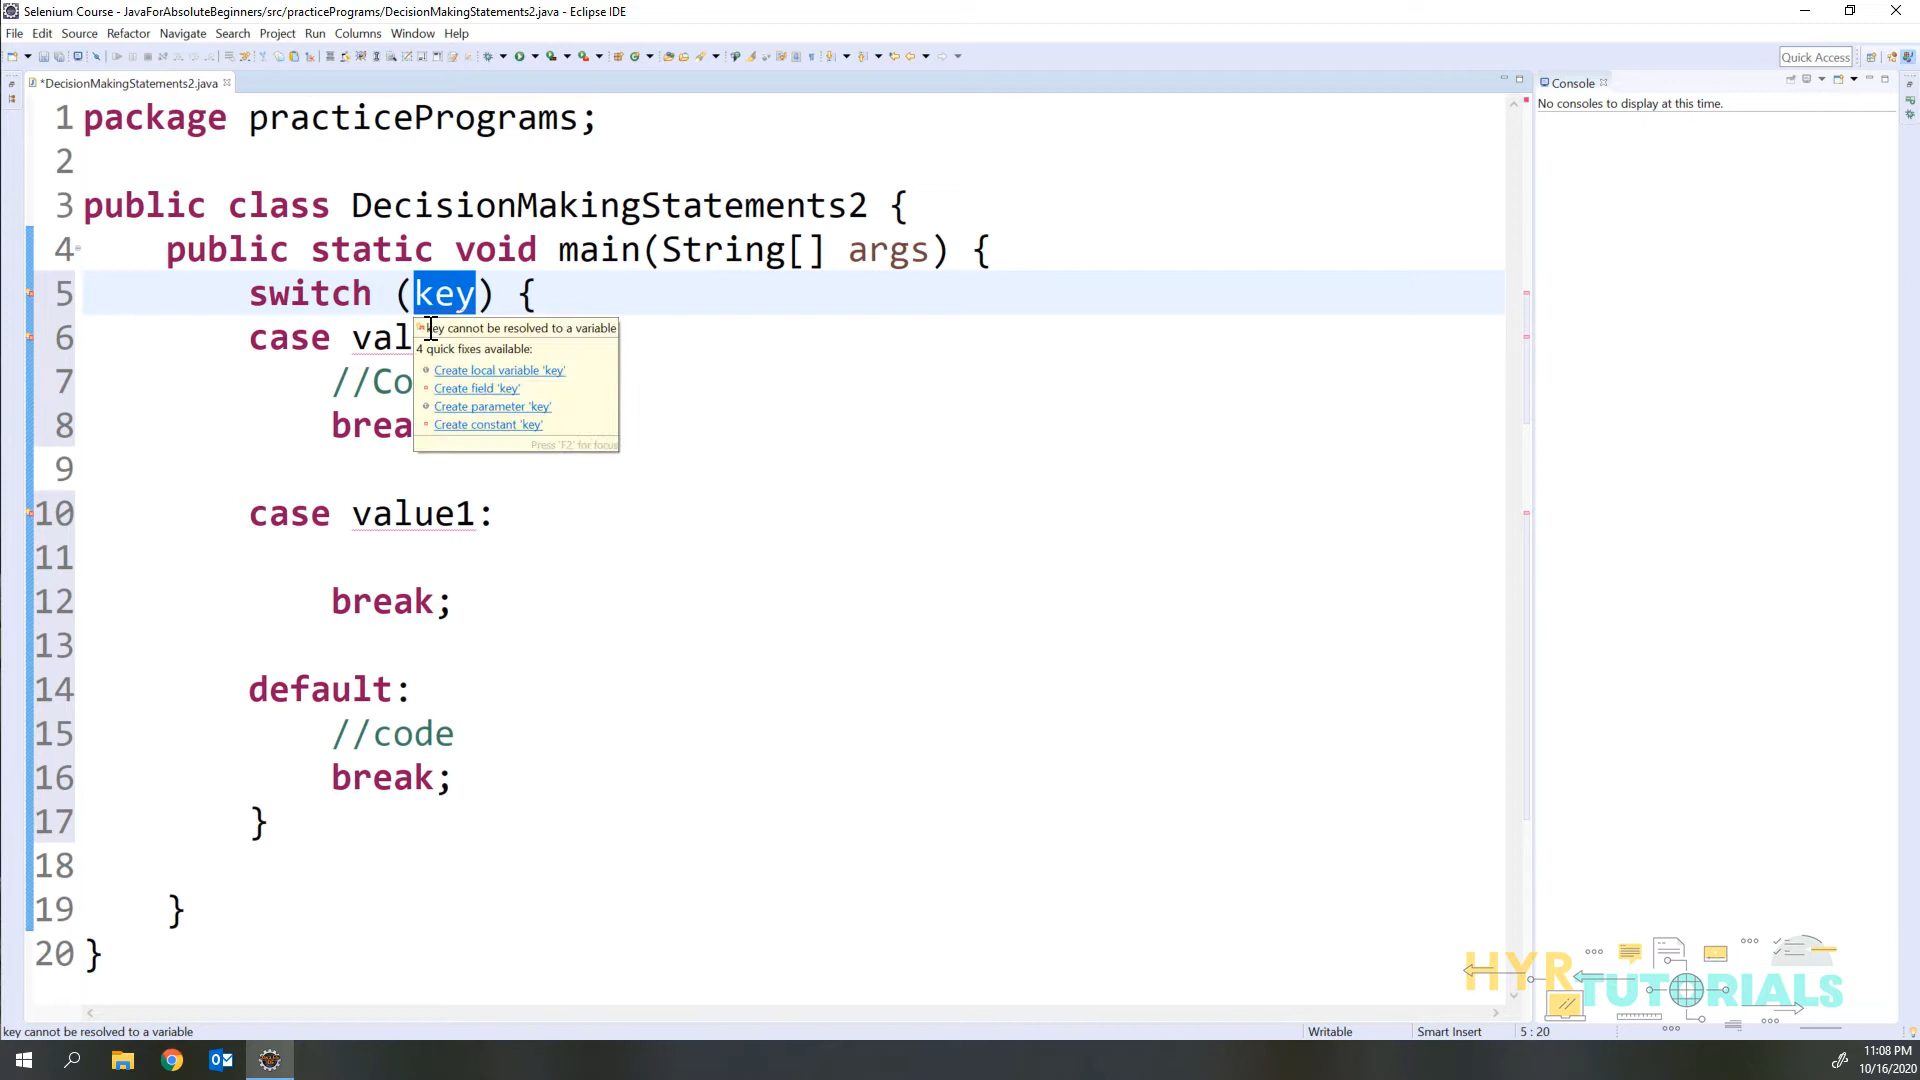 Selenium Course - JavaForAbsoluteBeginners/src/practicePrograms/DecisionMakingStatements2.java - Eclipse IDE
File Edit Source Refactor Navigate Search Project Run Columns Window Help
Quick Access
*DecisionMakingStatements2.java
Console
No consoles to display at this time.
1 package practicePrograms;
2
3 public class DecisionMakingStatements2 {
4 public static void main(String[] args) {
5 switch (key) {
key cannot be resolved to a variable
6 case val
4 quick fixes available:
Create local variable 'key'
7 //Co
Create field 'key'
Create parameter 'key'
8 brea
Create constant 'key'
Press 'F2' for focus
9
10 case value1:
11
12 break;
13
14 default:
15 //code
16 break;
17 }
18
19 }
20 }
HYR TUTORIALS
key cannot be resolved to a variable
Writable
Smart Insert
5 : 20
11:08 PM
10/16/2020